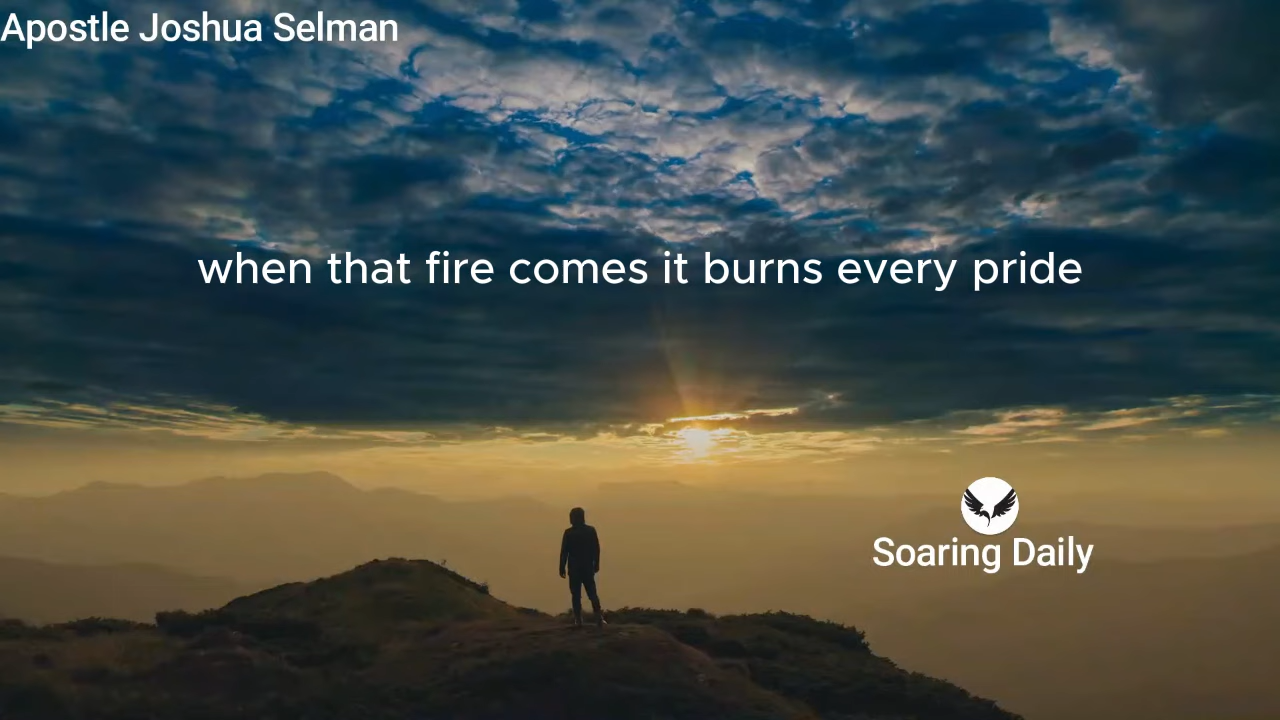 Apostle Joshua Selman
when that fire comes it burns every pride
Soaring Daily